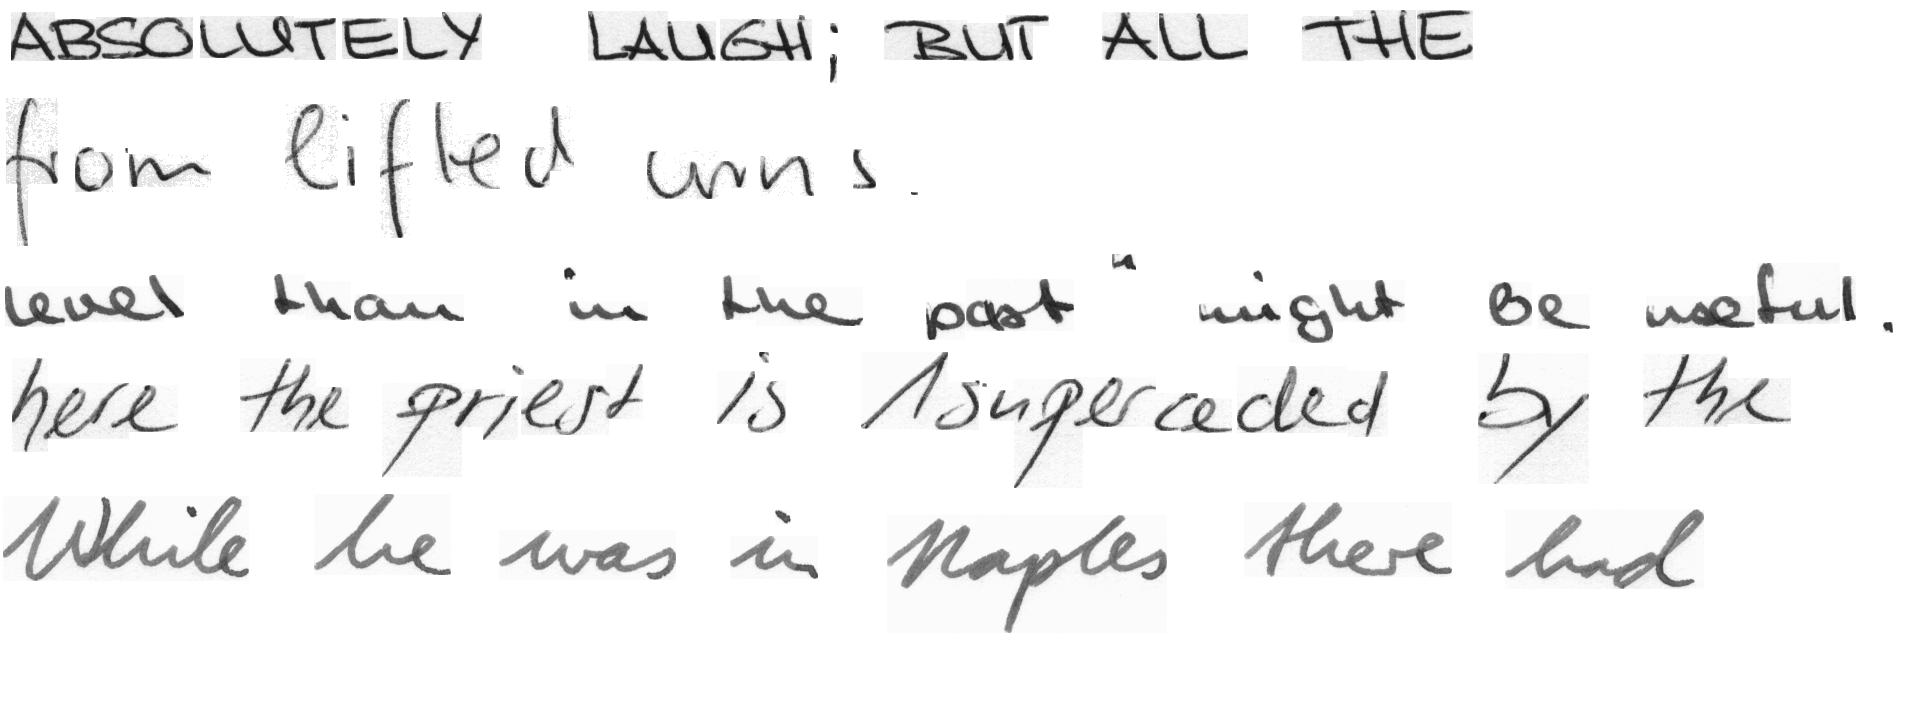 ABSOLUTELY LAUGH; BUT ALL THE
from lifted urns.
level than in the past " might be useful.
here the priest is 1superceded by the
While he was in Naples there had